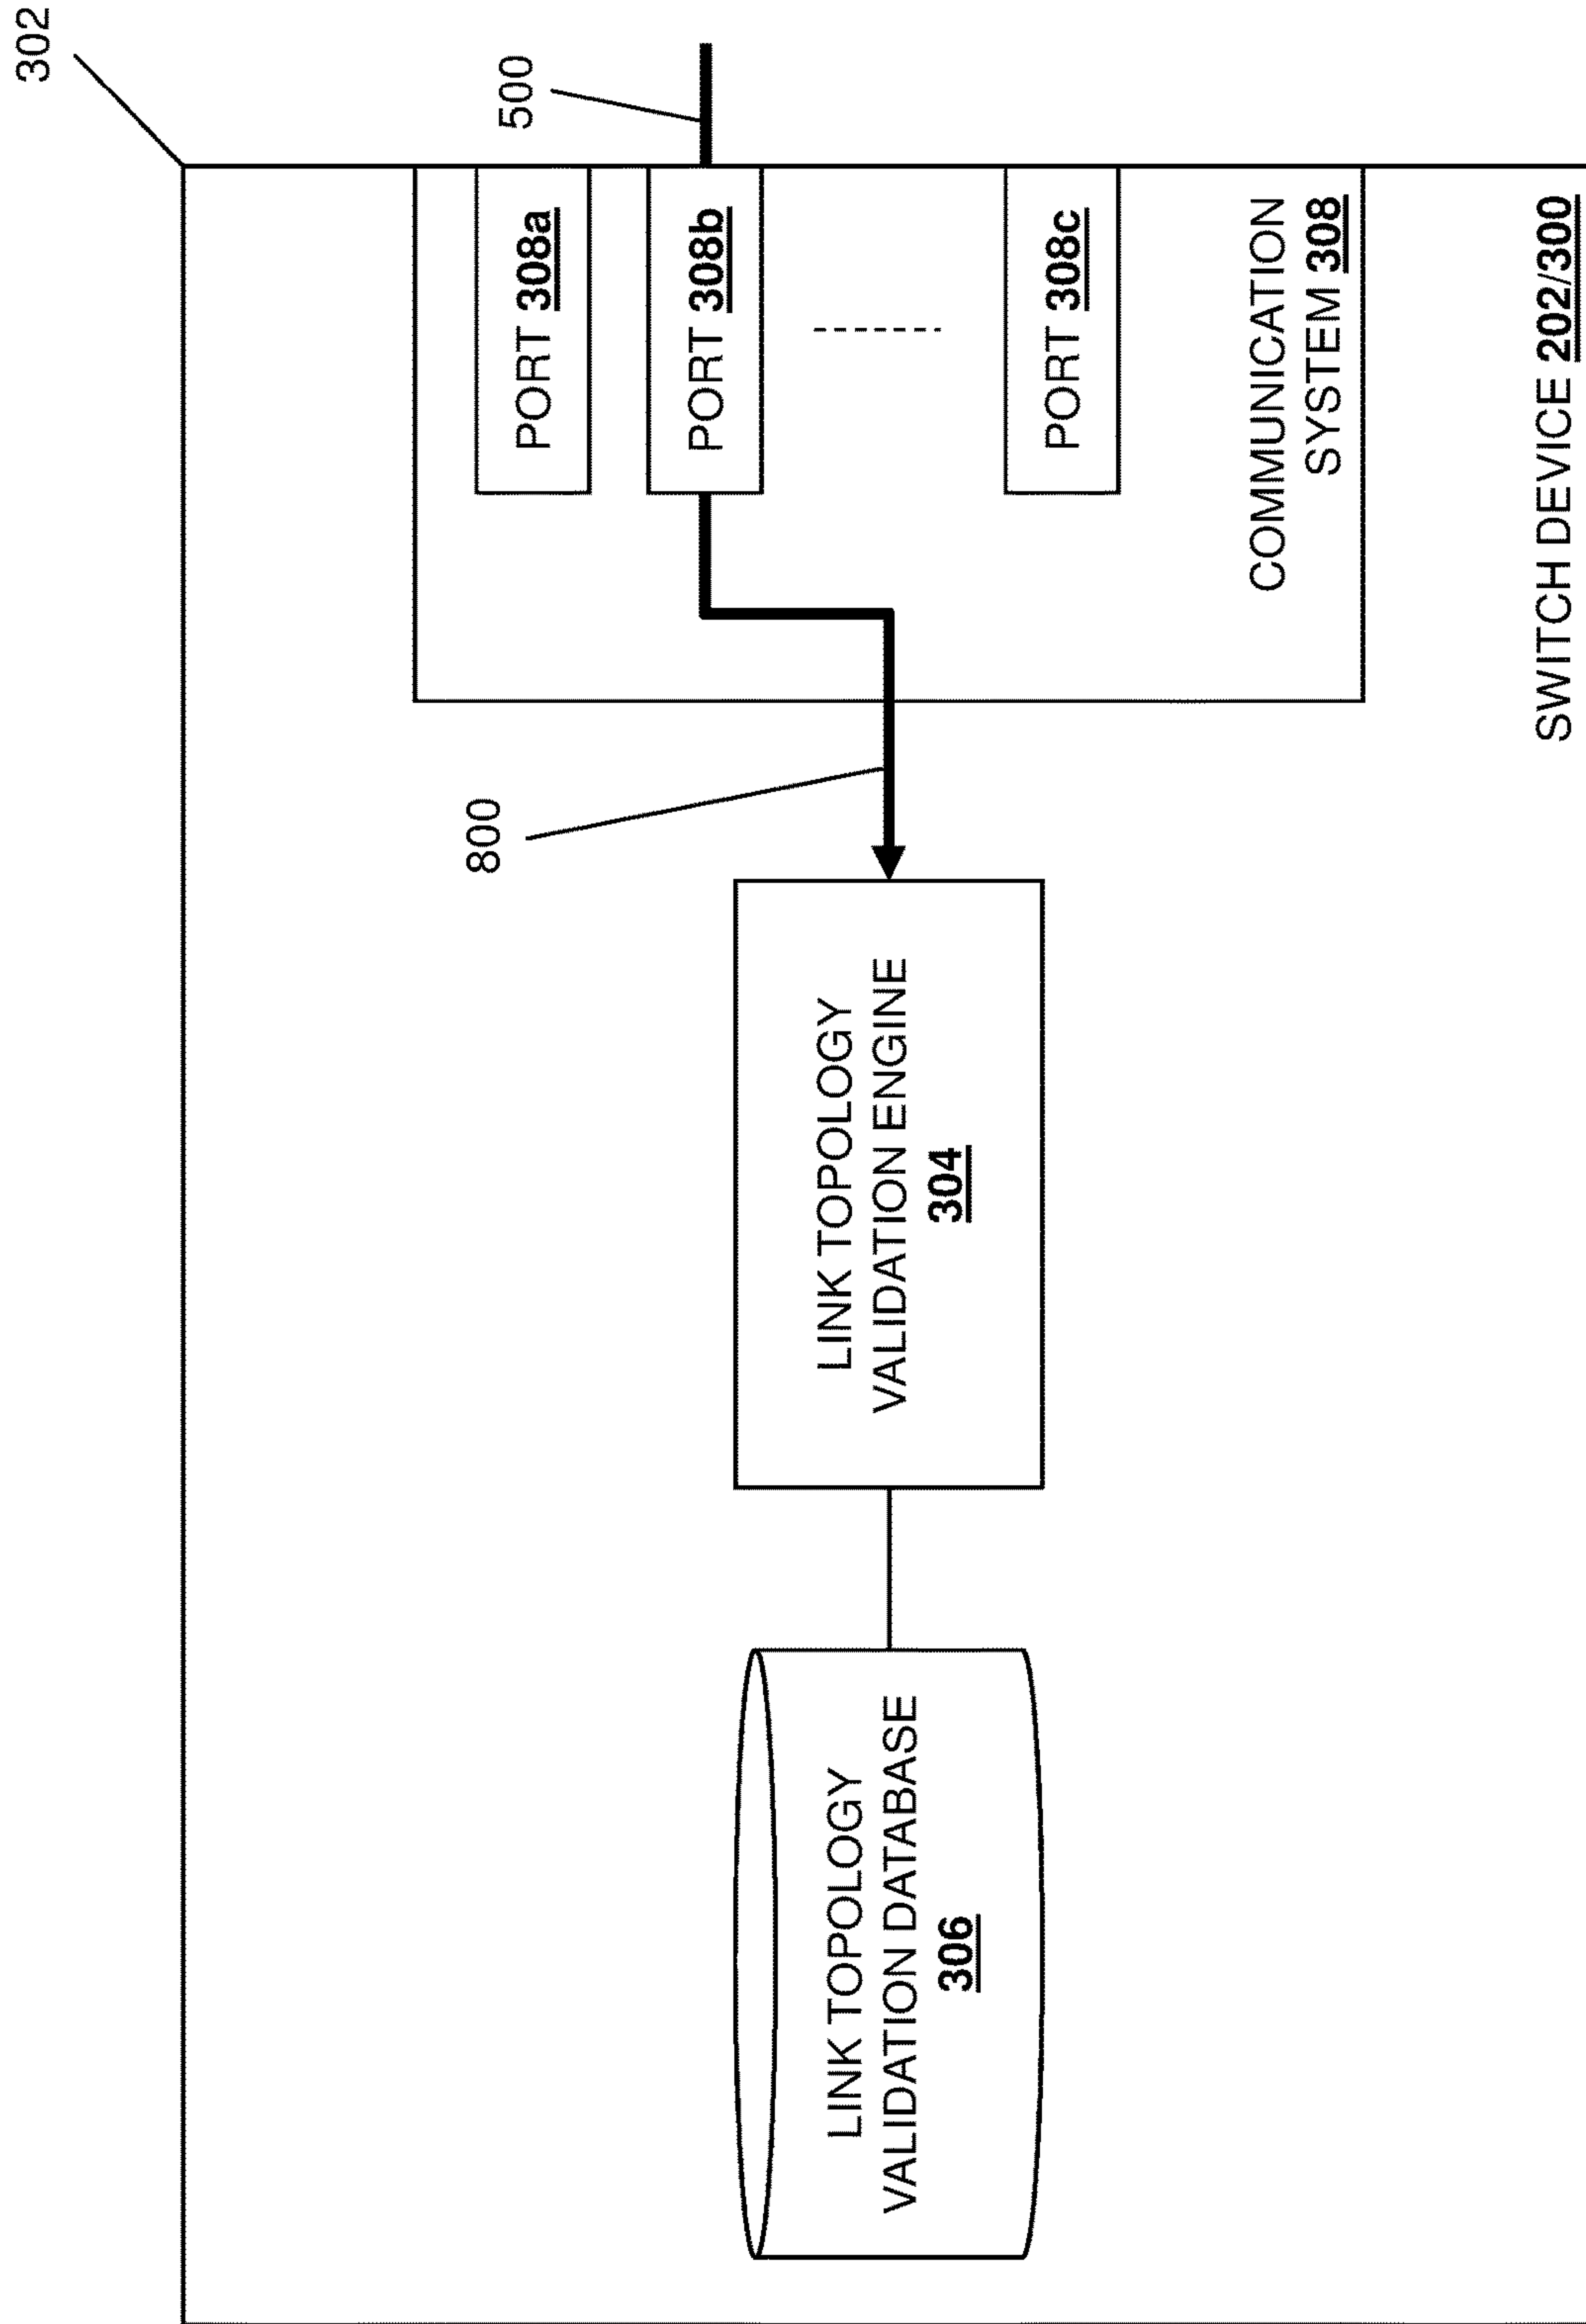 302
500
800
LINK TOPOLOGY
VALIDATION DATABASE
306
LINK TOPOLOGY
VALIDATION ENGINE
304
PORT 308a
PORT 308b
PORT 308c
COMMUNICATION
SYSTEM 308
SWITCH DEVICE 202/300